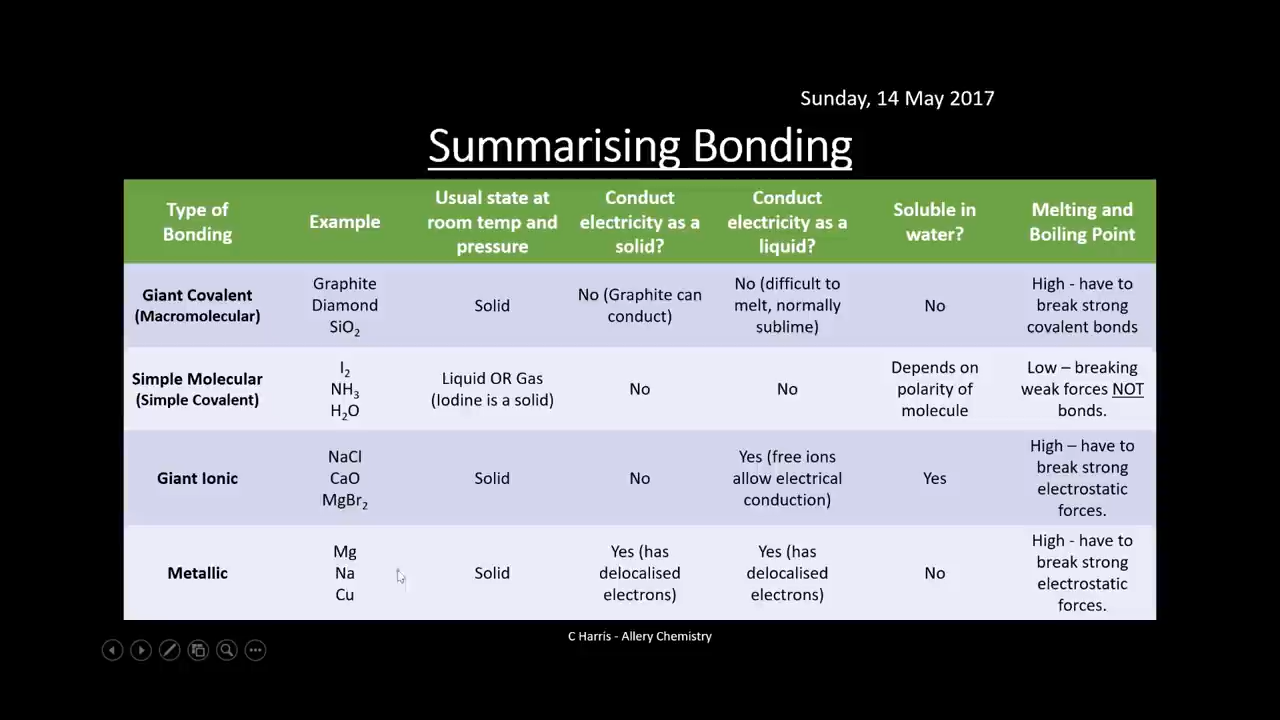 Sunday, 14 May 2017
Summarising Bonding
Type of
Bonding
Example
Usual state at
room temp and
pressure
Conduct
electricity as a
solid?
Conduct
electricity as a
liquid?
Soluble in
water?
Melting and
Boiling Point
Giant Covalent
(Macromolecular)
Graphite
Diamond
SiO₂
Solid
No (Graphite can
conduct)
No (difficult to
melt, normally
sublime)
No
High - have to
break strong
covalent bonds
Simple Molecular
(Simple Covalent)
I₂
NH₃
H₂O
Liquid OR Gas
(Iodine is a solid)
No
No
Depends on
polarity of
molecule
Low – breaking
weak forces NOT
bonds.
Giant Ionic
NaCl
CaO
MgBr₂
Solid
No
Yes (free ions
allow electrical
conduction)
Yes
High – have to
break strong
electrostatic
forces.
Metallic
Mg
Na
Cu
Solid
Yes (has
delocalised
electrons)
Yes (has
delocalised
electrons)
No
High - have to
break strong
electrostatic
forces.
C Harris - Allery Chemistry